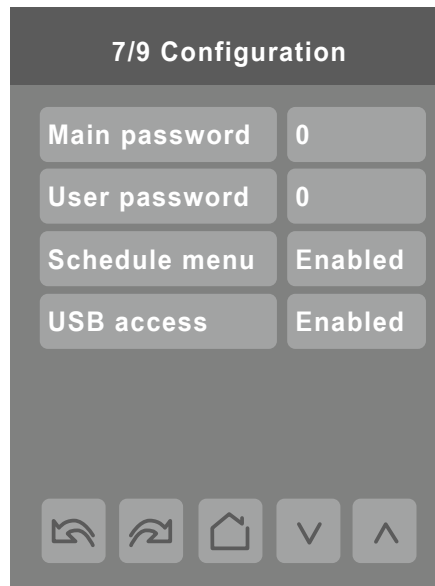 7/9 Configuration
Main password 0
User password 0
Schedule menu Enabled
USB access Enabled